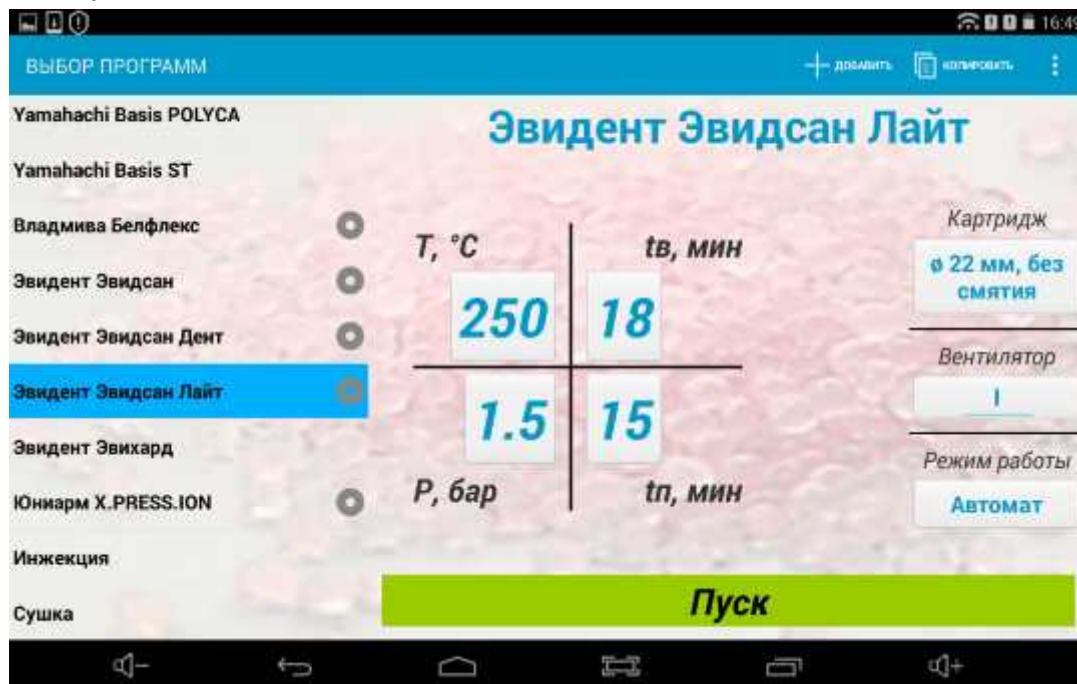 16:49
ВЫБОР ПРОГРАММ
ДОБАВИТЬ
КОПИРОВАТЬ
Yamahachi Basis POLYCA
Yamahachi Basis ST
Владмива Белфлекс
Эвидент Эвидсан
Эвидент Эвидсан Дент
Эвидент Эвидсан Лайт
Эвидент Эвихард
Юниарм X.PRESS.ION
Инжекция
Сушка
Эвидент Эвидсан Лайт
T, °C
tв, мин
250
18
1.5
15
P, бар
tп, мин
Картридж
ø 22 мм, без
смятия
Вентилятор
I
Режим работы
Автомат
Пуск